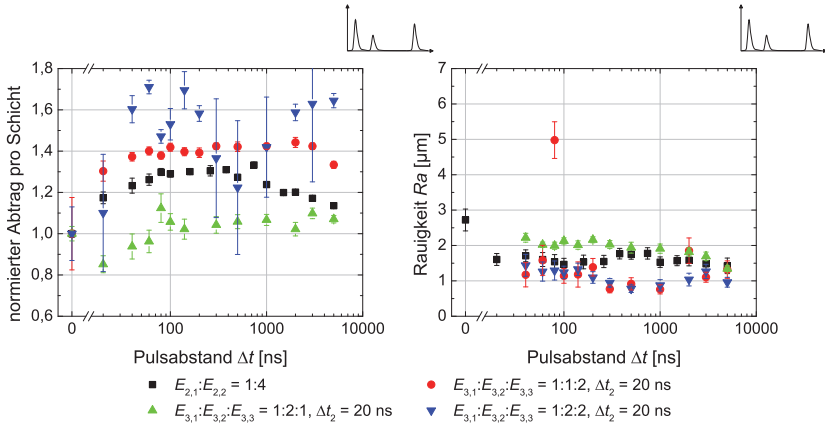 1,8
1,6
1,4
1,2
1,0
0,8
0,6
normierter Abtrag pro Schicht
0 100 1000 10000
Pulsabstand Δt [ns]
7
6
5
4
3
2
1
0
Rauigkeit Ra [µm]
0 100 1000 10000
Pulsabstand Δt [ns]
E2,1:E2,2 = 1:4
E3,1:E3,2:E3,3 = 1:1:2, Δt2 = 20 ns
E3,1:E3,2:E3,3 = 1:2:1, Δt2 = 20 ns
E3,1:E3,2:E3,3 = 1:2:2, Δt2 = 20 ns